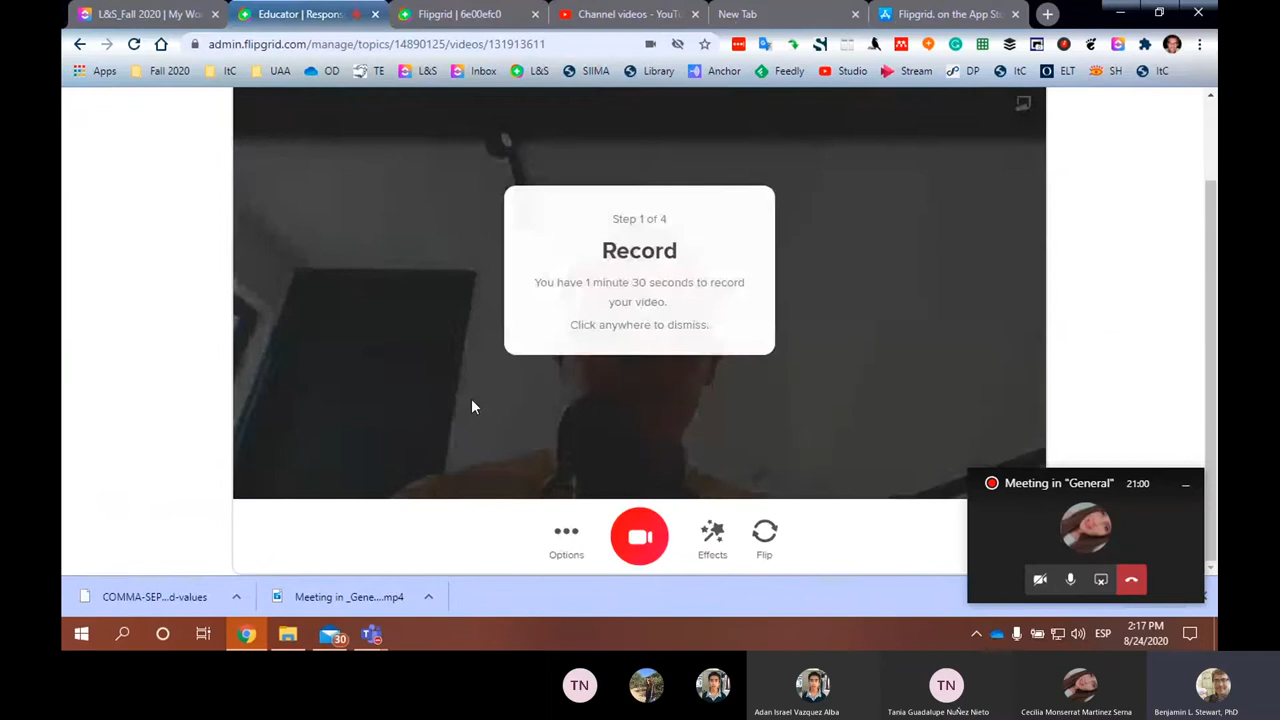 L&S_Fall 2020 | My Wo
Educator | Respons
Flipgrid | 6e00efc0
Channel videos - YouT
New Tab
Flipgrid. on the App St
admin.flipgrid.com/manage/topics/14890125/videos/131913611
Apps
Fall 2020
ItC
UAA
OD
TE
L&S
Inbox
L&S
SIIMA
Library
Anchor
Feedly
Studio
Stream
DP
ItC
ELT
SH
ItC
Step 1 of 4
Record
You have 1 minute 30 seconds to record
your video.
Click anywhere to dismiss.
Meeting in "General"
21:00
Options
Effects
Flip
COMMA-SEP...d-values
Meeting in _Gene....mp4
30
ESP
2:17 PM
8/24/2020
TN
TN
Adan Israel Vazquez Alba
Tania Guadalupe NuÑez Nieto
Cecilia Monserrat Martinez Serna
Benjamin L. Stewart, PhD